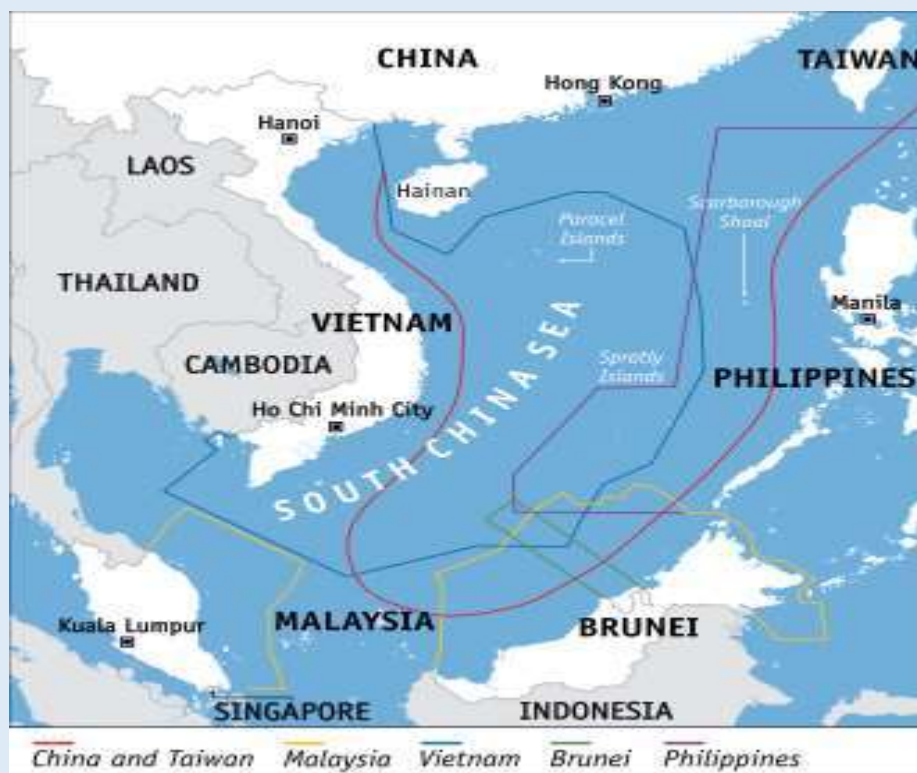 CHINA
TAIWAN
Hong Kong
Hanoi
LAOS
Hainan
Paracel
Islands
Scarborough
Shoal
THAILAND
VIETNAM
Manila
CAMBODIA
Spratly
Islands
PHILIPPINES
Ho Chi Minh City
SOUTH CHINA SEA
MALAYSIA
BRUNEI
Kuala Lumpur
SINGAPORE
INDONESIA
China and Taiwan Malaysia Vietnam Brunei Philippines